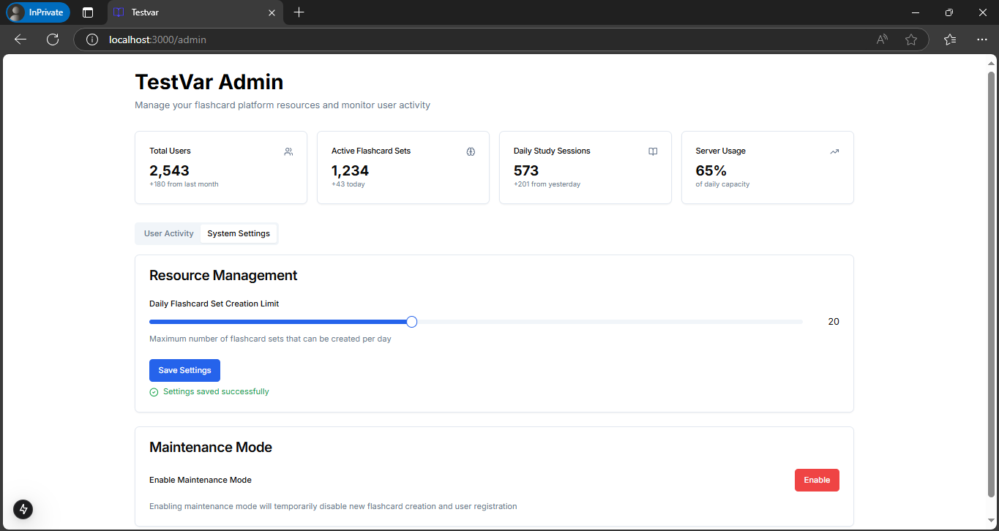 InPrivate
Testvar
localhost:3000/admin
TestVar Admin
Manage your flashcard platform resources and monitor user activity
Total Users
2,543
+180 from last month
Active Flashcard Sets
1,234
+43 today
Daily Study Sessions
573
+201 from yesterday
Server Usage
65%
of daily capacity
User Activity
System Settings
Resource Management
Daily Flashcard Set Creation Limit
20
Maximum number of flashcard sets that can be created per day
Save Settings
Settings saved successfully
Maintenance Mode
Enable Maintenance Mode
Enable
Enabling maintenance mode will temporarily disable new flashcard creation and user registration